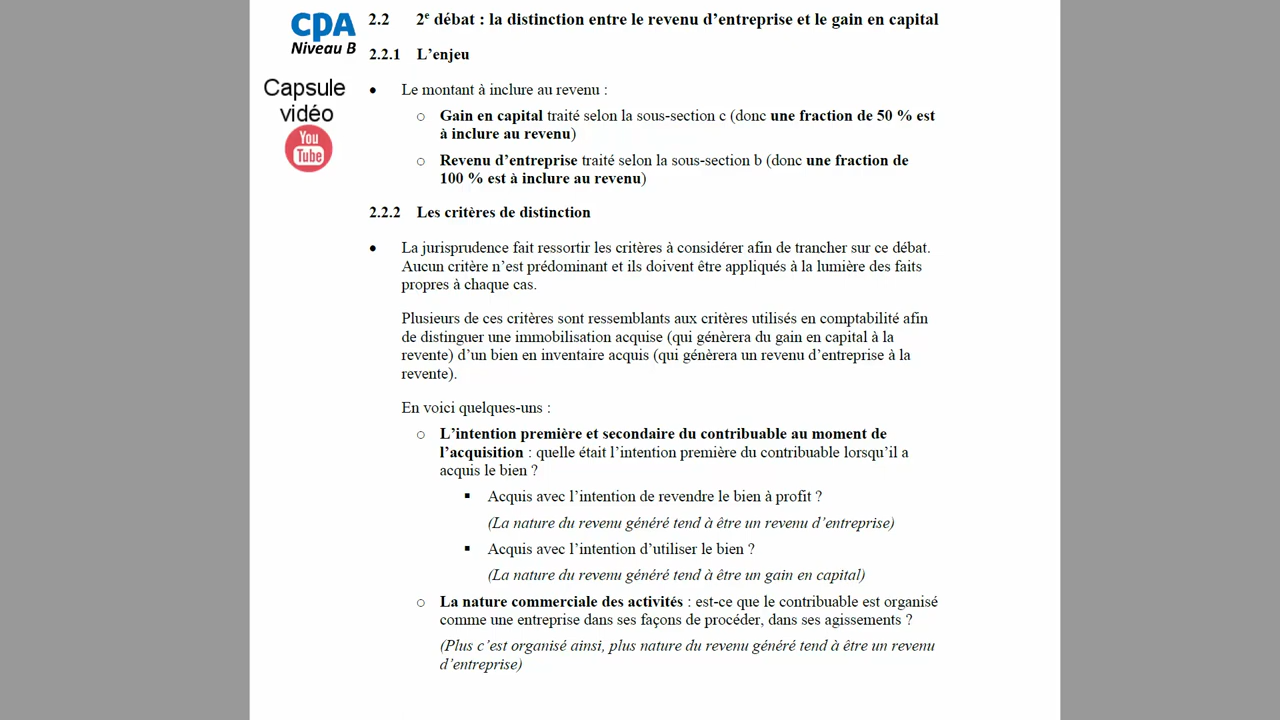 CPA
Niveau B
Capsule
vidéo
You
Tube
2.2 2e débat : la distinction entre le revenu d’entreprise et le gain en capital
2.2.1 L’enjeu
• Le montant à inclure au revenu :
o Gain en capital traité selon la sous-section c (donc une fraction de 50 % est
à inclure au revenu)
o Revenu d’entreprise traité selon la sous-section b (donc une fraction de
100 % est à inclure au revenu)
2.2.2 Les critères de distinction
• La jurisprudence fait ressortir les critères à considérer afin de trancher sur ce débat.
Aucun critère n’est prédominant et ils doivent être appliqués à la lumière des faits
propres à chaque cas.
Plusieurs de ces critères sont ressemblants aux critères utilisés en comptabilité afin
de distinguer une immobilisation acquise (qui génèrera du gain en capital à la
revente) d’un bien en inventaire acquis (qui génèrera un revenu d’entreprise à la
revente).
En voici quelques-uns :
o L’intention première et secondaire du contribuable au moment de
l’acquisition : quelle était l’intention première du contribuable lorsqu’il a
acquis le bien ?
▪ Acquis avec l’intention de revendre le bien à profit ?
(La nature du revenu généré tend à être un revenu d’entreprise)
▪ Acquis avec l’intention d’utiliser le bien ?
(La nature du revenu généré tend à être un gain en capital)
o La nature commerciale des activités : est-ce que le contribuable est organisé
comme une entreprise dans ses façons de procéder, dans ses agissements ?
(Plus c’est organisé ainsi, plus nature du revenu généré tend à être un revenu
d’entreprise)